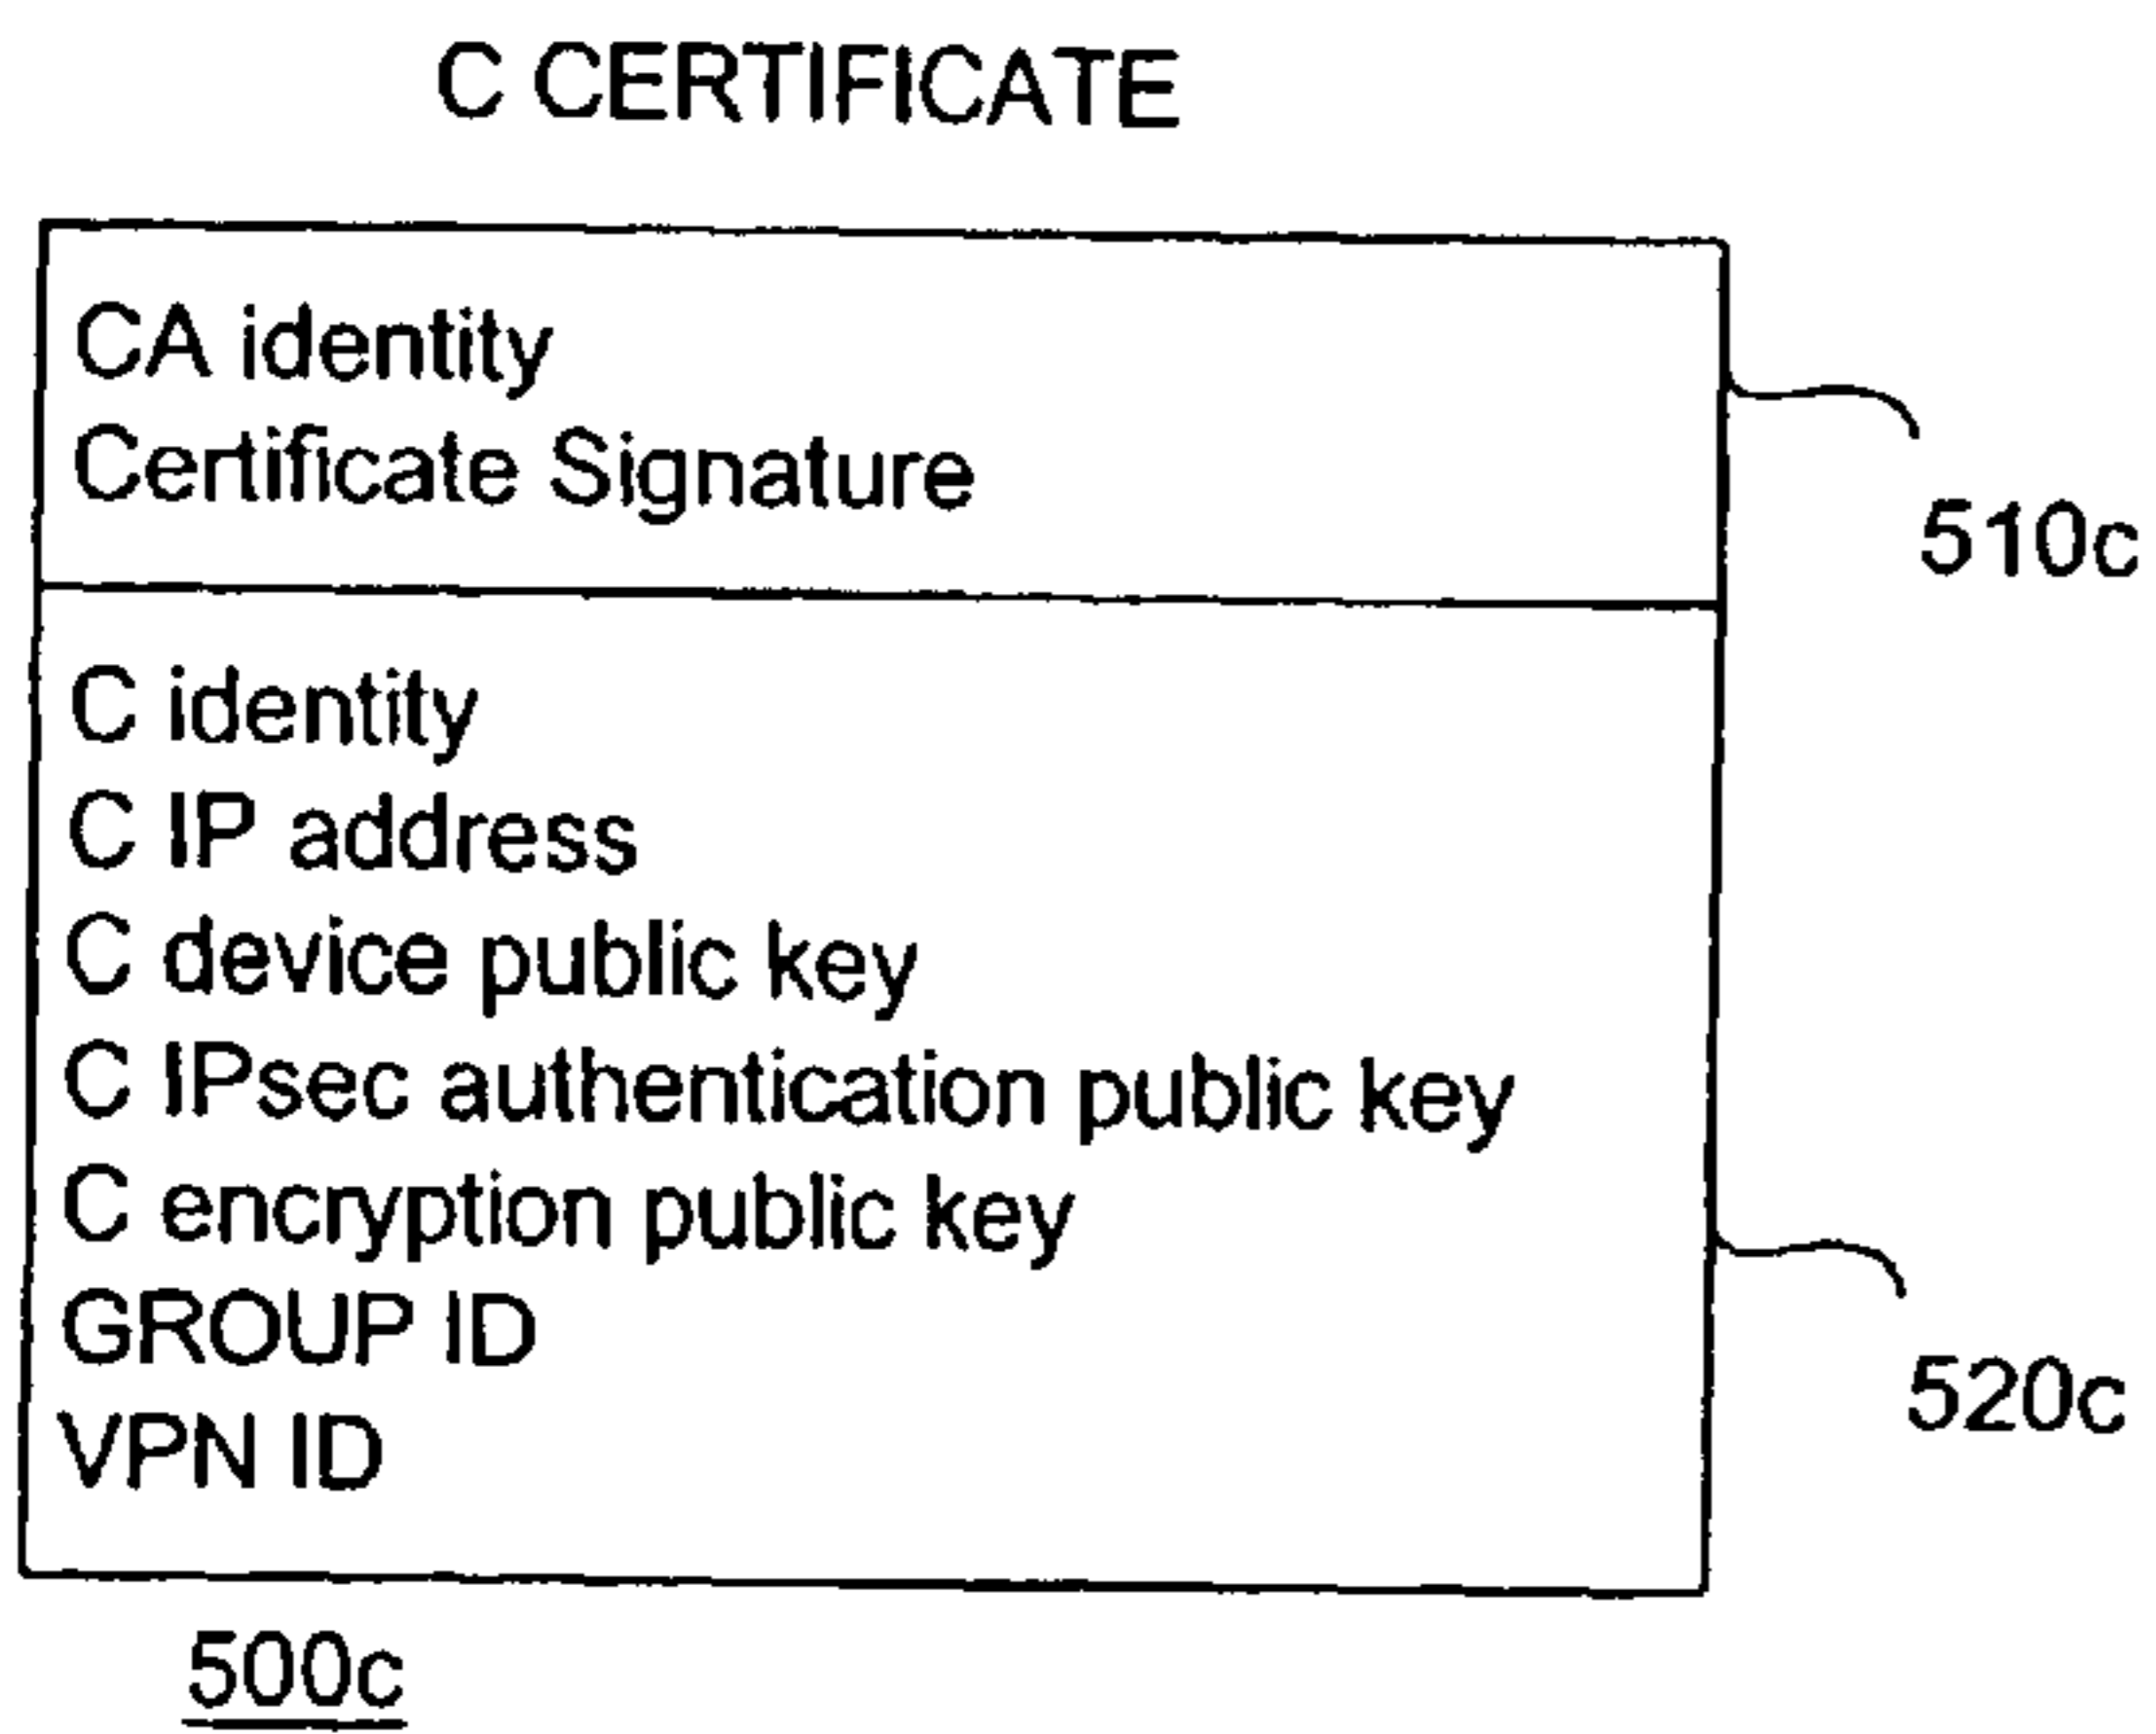 C CERTIFICATE
CA identity
Certificate Signature
510c
C identity
C IP address
C device public key
C IPsec authentication public key
C encryption public key
GROUP ID
VPN ID
520c
500c